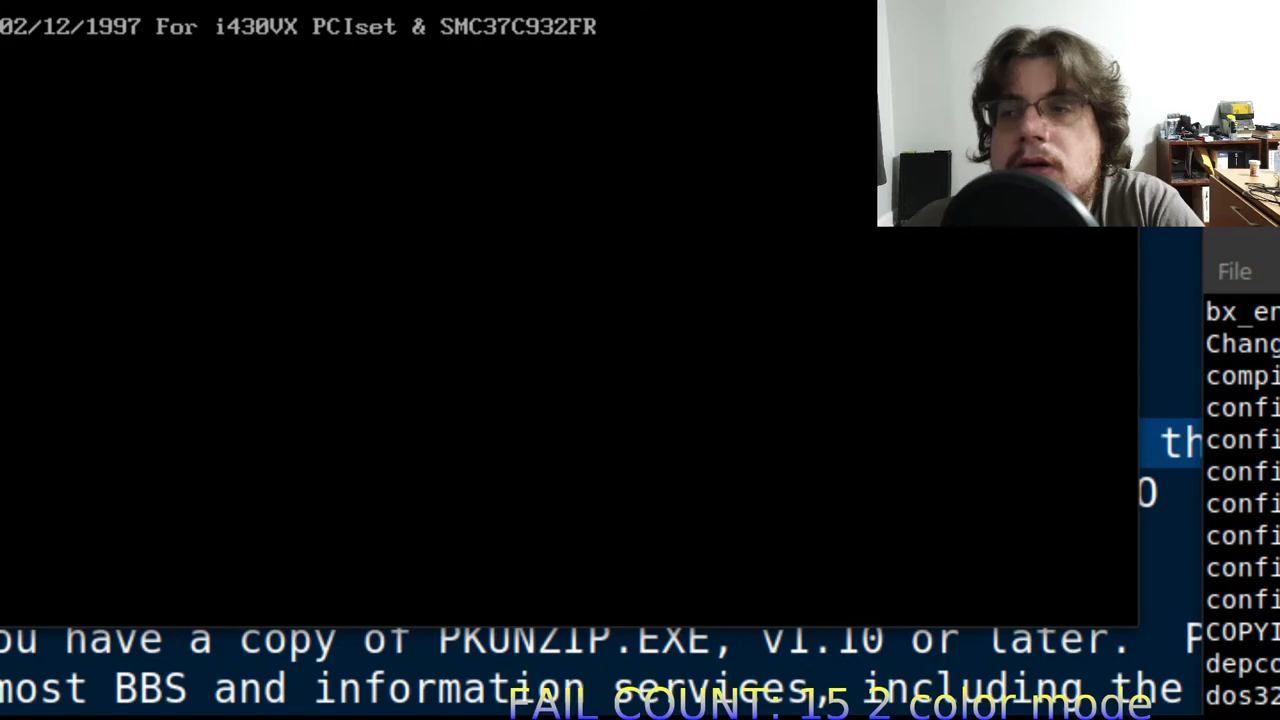 02/12/1997 For i430VX PCIset & SMC37C932FR
File
bx_en
Chang
compi
confi
th
confi
confi
0
confi
confi
confi
confi
COPYI
depco
dos32
ou have a copy of PKUNZIP.EXE, v1.10 or later. P
most BBS and information services, including the
FAIL COUNT: 15 2 color mode